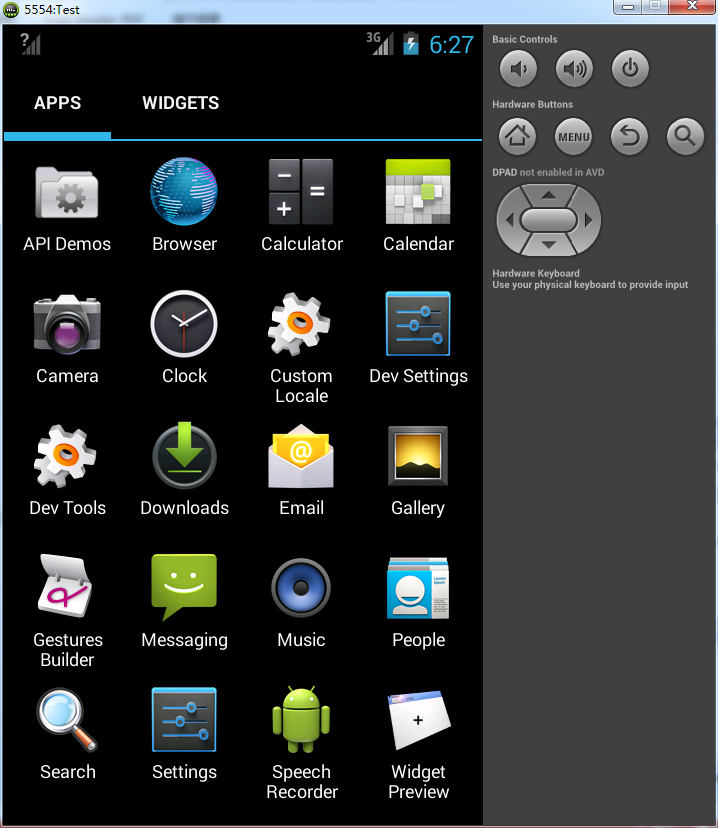 5554:Test
3G 6:27
APPS WIDGETS
API Demos Browser Calculator Calendar
Camera Clock Custom Locale Dev Settings
Dev Tools Downloads Email Gallery
Gestures Builder Messaging Music People
Search Settings Speech Recorder Widget Preview
Basic Controls
Hardware Buttons
MENU
DPAD not enabled in AVD
Hardware Keyboard
Use your physical keyboard to provide input